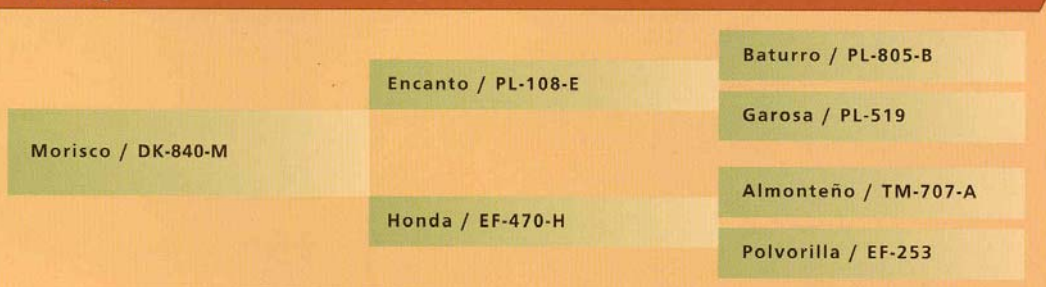 Baturro / PL-805-B
Encanto / PL-108-E
Garosa / PL-519
Morisco / DK-840-M
Almonteño / TM-707-A
Honda / EF-470-H
Polvorilla / EF-253